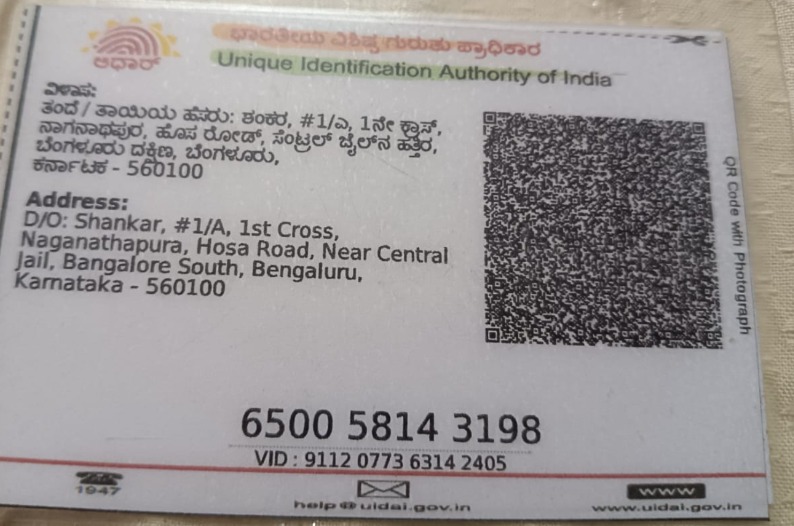 ಆಧಾರ್
ಭಾರತೀಯ ವಿಶಿಷ್ಟ ಗುರುತು ಪ್ರಾಧಿಕಾರ
Unique Identification Authority of India
ವಿಳಾಸ:
ತಂದೆ / ತಾಯಿಯ ಹೆಸರು: ಶಂಕರ, #1/ಎ, 1ನೇ ಕ್ರಾಸ್,
ನಾಗನಾಥಪುರ, ಹೊಸ ರೋಡ್, ಸೆಂಟ್ರಲ್ ಜೈಲ್‌ನ ಹತ್ತಿರ,
ಬೆಂಗಳೂರು ದಕ್ಷಿಣ, ಬೆಂಗಳೂರು,
ಕರ್ನಾಟಕ - 560100
Address:
D/O: Shankar, #1/A, 1st Cross,
Naganathapura, Hosa Road, Near Central
Jail, Bangalore South, Bengaluru,
Karnataka - 560100
QR Code with Photograph
6500 5814 3198
VID : 9112 0773 6314 2405
1947
help@uidai.gov.in
www
www.uidai.gov.in